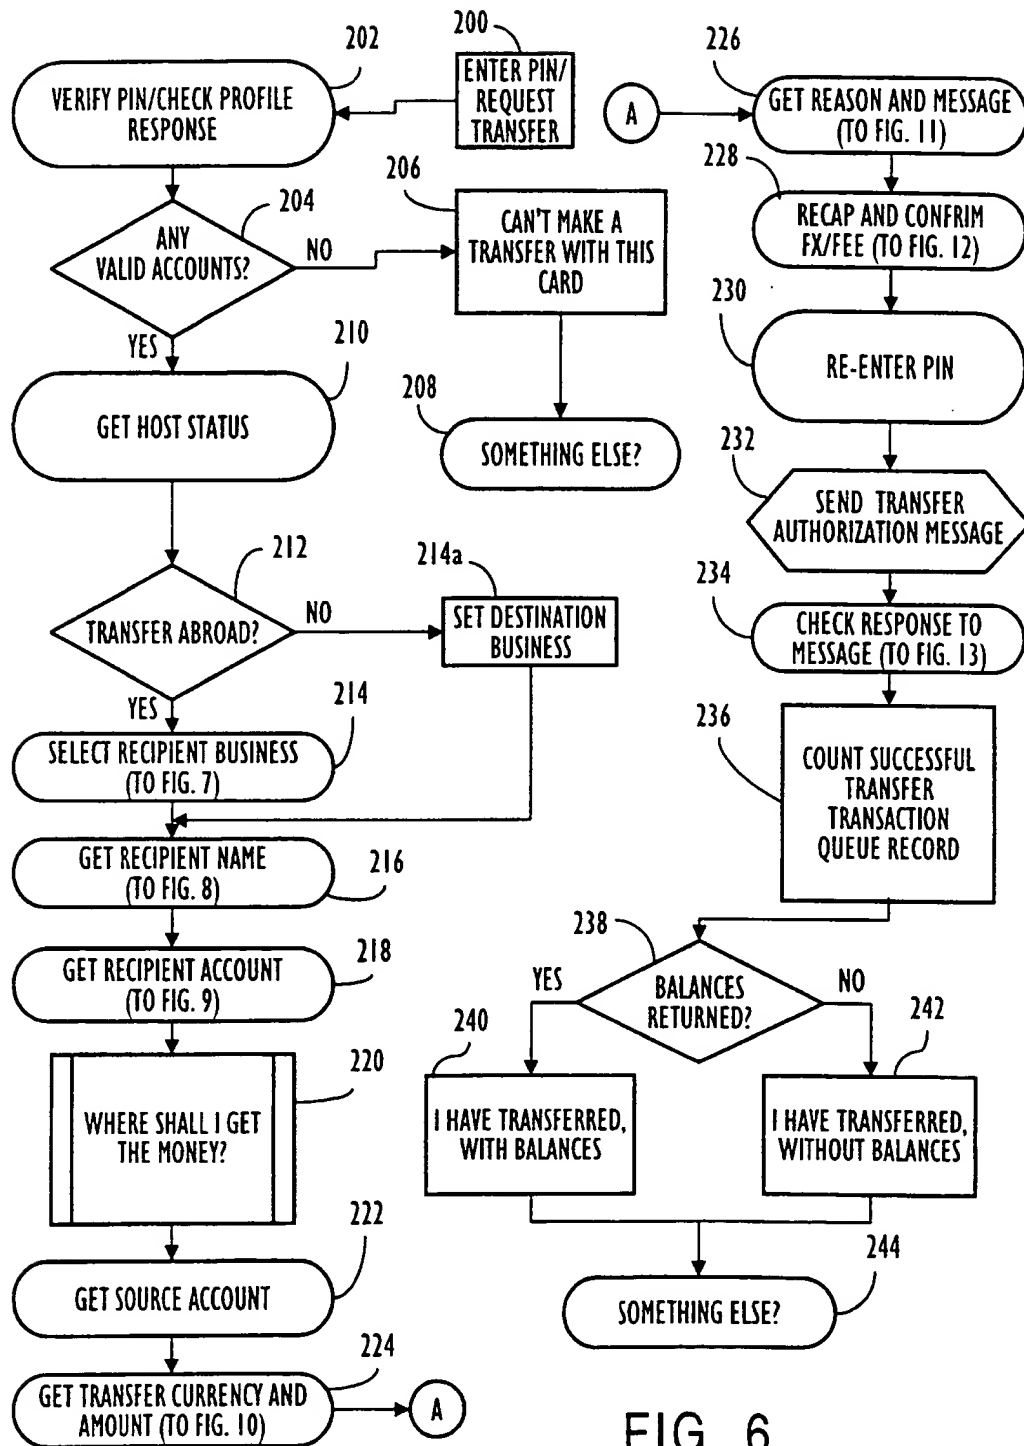 202
VERIFY PIN/CHECK PROFILE
RESPONSE
200
ENTER PIN/
REQUEST
TRANSFER
204
ANY
VALID ACCOUNTS?
NO
YES
206
CAN'T MAKE A
TRANSFER WITH THIS
CARD
208
SOMETHING ELSE?
210
GET HOST STATUS
212
TRANSFER ABROAD?
NO
YES
214a
SET DESTINATION
BUSINESS
214
SELECT RECIPIENT BUSINESS
(TO FIG. 7)
GET RECIPIENT NAME
(TO FIG. 8)
216
218
GET RECIPIENT ACCOUNT
(TO FIG. 9)
220
WHERE SHALL I GET
THE MONEY?
222
GET SOURCE ACCOUNT
224
GET TRANSFER CURRENCY AND
AMOUNT (TO FIG. 10)
A
A
226
GET REASON AND MESSAGE
(TO FIG. 11)
228
RECAP AND CONFRIM
FX/FEE (TO FIG. 12)
230
RE-ENTER PIN
232
SEND TRANSFER
AUTHORIZATION MESSAGE
234
CHECK RESPONSE TO
MESSAGE (TO FIG. 13)
236
COUNT SUCCESSFUL
TRANSFER
TRANSACTION
QUEUE RECORD
238
BALANCES
RETURNED?
YES
NO
240
I HAVE TRANSFERRED,
WITH BALANCES
242
I HAVE TRANSFERRED,
WITHOUT BALANCES
244
SOMETHING ELSE?
FIG. 6